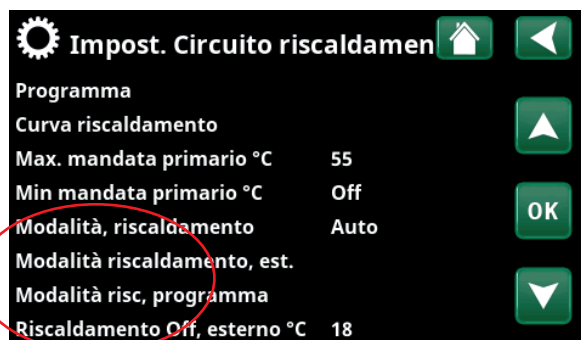 Impost. Circuito riscaldamen
Programma
Curva riscaldamento
Max. mandata primario °C 55
Min mandata primario °C Off
Modalità, riscaldamento Auto
OK
Modalità riscaldamento, est.
Modalità risc, programma
Riscaldamento Off, esterno °C 18